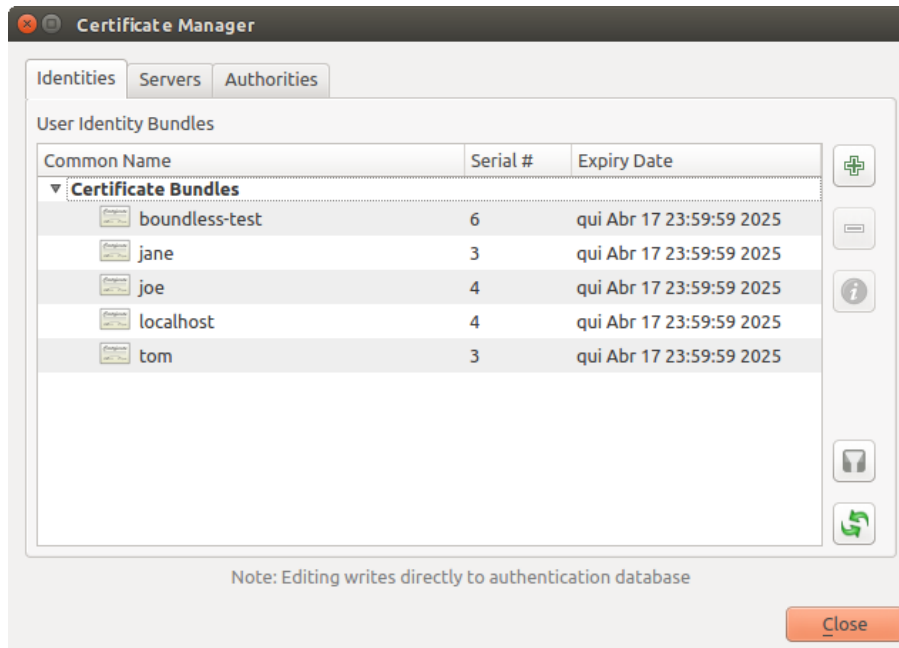 Certificate Manager
Identities Servers Authorities
User Identity Bundles
Common Name Serial # Expiry Date
Certificate Bundles
boundless-test 6 qui Abr 17 23:59:59 2025
jane 3 qui Abr 17 23:59:59 2025
joe 4 qui Abr 17 23:59:59 2025
localhost 4 qui Abr 17 23:59:59 2025
tom 3 qui Abr 17 23:59:59 2025
Note: Editing writes directly to authentication database
Close